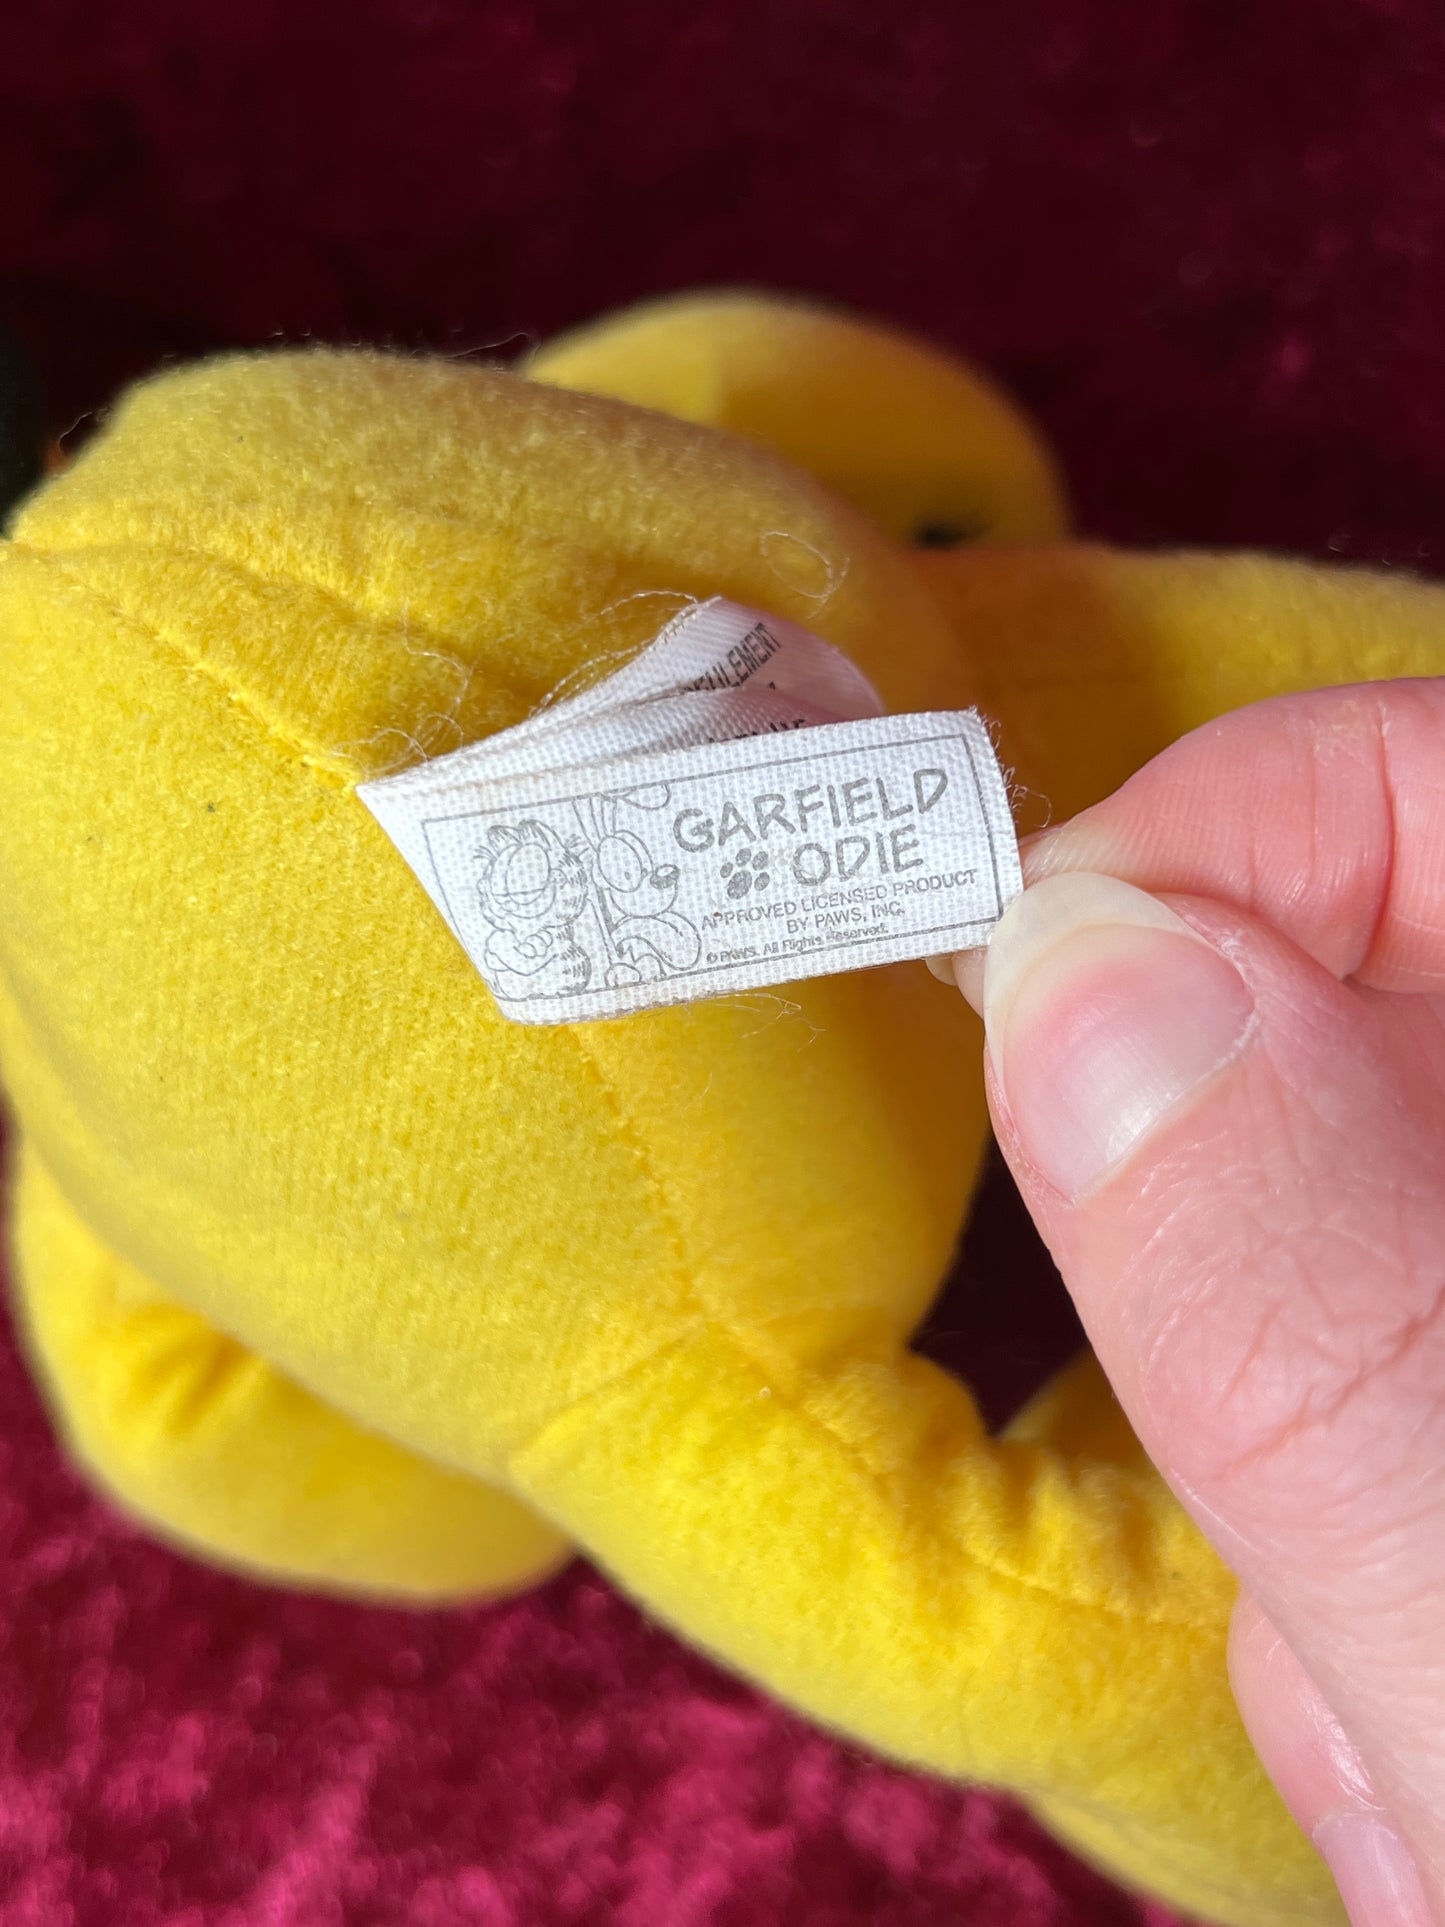 GARFIELD
ODIE
APPROVED LICENSED PRODUCT
BY PAWS, INC.
© PAWS. All Rights Reserved.